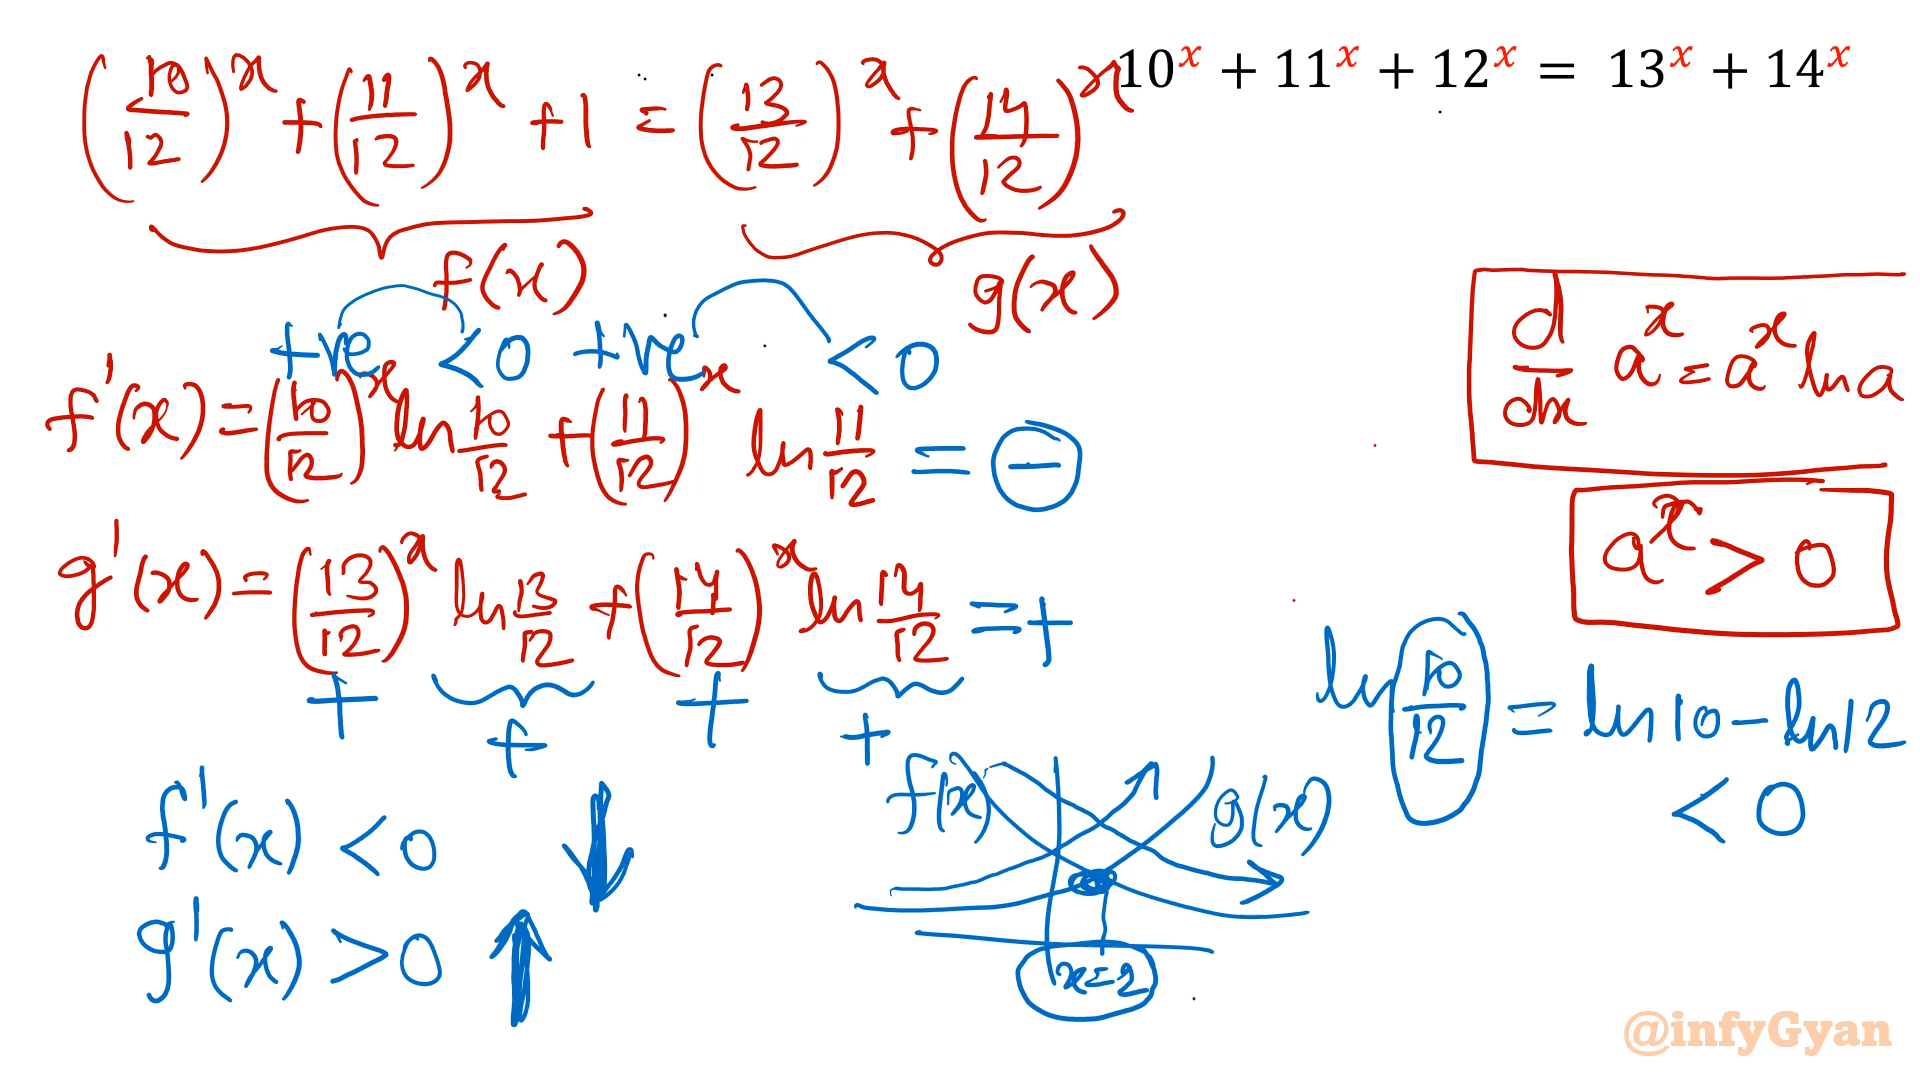 10^x + 11^x + 12^x = 13^x + 14^x
(10/12)^x + (11/12)^x + 1 = (13/12)^x + (14/12)^x
f(x) g(x)
+ve <0 +ve <0
f'(x) = (10/12)^x ln 10/12 + (11/12)^x ln 11/12 = −
g'(x) = (13/12)^x ln 13/12 + (14/12)^x ln 14/12 = +
+ + + +
d/dx a^x = a^x ln a
a^x > 0
ln 10/12 = ln 10 − ln 12
< 0
f'(x) < 0
g'(x) > 0
f(x) g(x)
x=2
@infyGyan